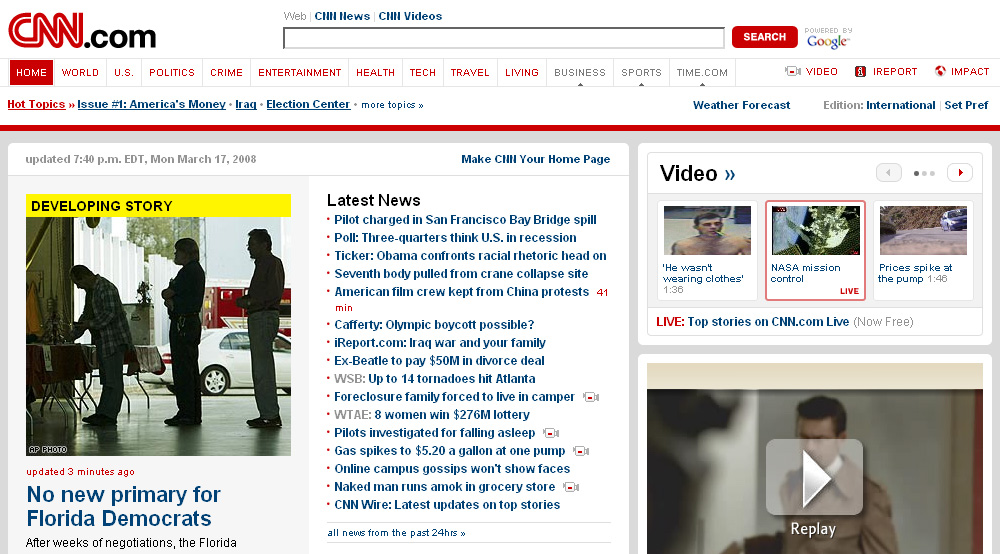 CNN.com
Web | CNN News | CNN Videos
SEARCH
POWERED BY
Google
HOME WORLD U.S. POLITICS CRIME ENTERTAINMENT HEALTH TECH TRAVEL LIVING BUSINESS SPORTS TIME.COM VIDEO IREPORT IMPACT
Hot Topics » Issue #1: America's Money • Iraq • Election Center • more topics »
Weather Forecast Edition: International | Set Pref
updated 7:40 p.m. EDT, Mon March 17, 2008
Make CNN Your Home Page
DEVELOPING STORY
AP PHOTO
updated 3 minutes ago
No new primary for
Florida Democrats
After weeks of negotiations, the Florida
Latest News
Pilot charged in San Francisco Bay Bridge spill
Poll: Three-quarters think U.S. in recession
Ticker: Obama confronts racial rhetoric head on
Seventh body pulled from crane collapse site
American film crew kept from China protests 41
min
Cafferty: Olympic boycott possible?
iReport.com: Iraq war and your family
Ex-Beatle to pay $50M in divorce deal
WSB: Up to 14 tornadoes hit Atlanta
Foreclosure family forced to live in camper
WTAE: 8 women win $276M lottery
Pilots investigated for falling asleep
Gas spikes to $5.20 a gallon at one pump
Online campus gossips won't show faces
Naked man runs amok in grocery store
CNN Wire: Latest updates on top stories
all news from the past 24hrs »
Video »
'He wasn't
wearing clothes'
1:36
NASA mission
control
LIVE
Prices spike at
the pump 1:46
LIVE: Top stories on CNN.com Live (Now Free)
Replay